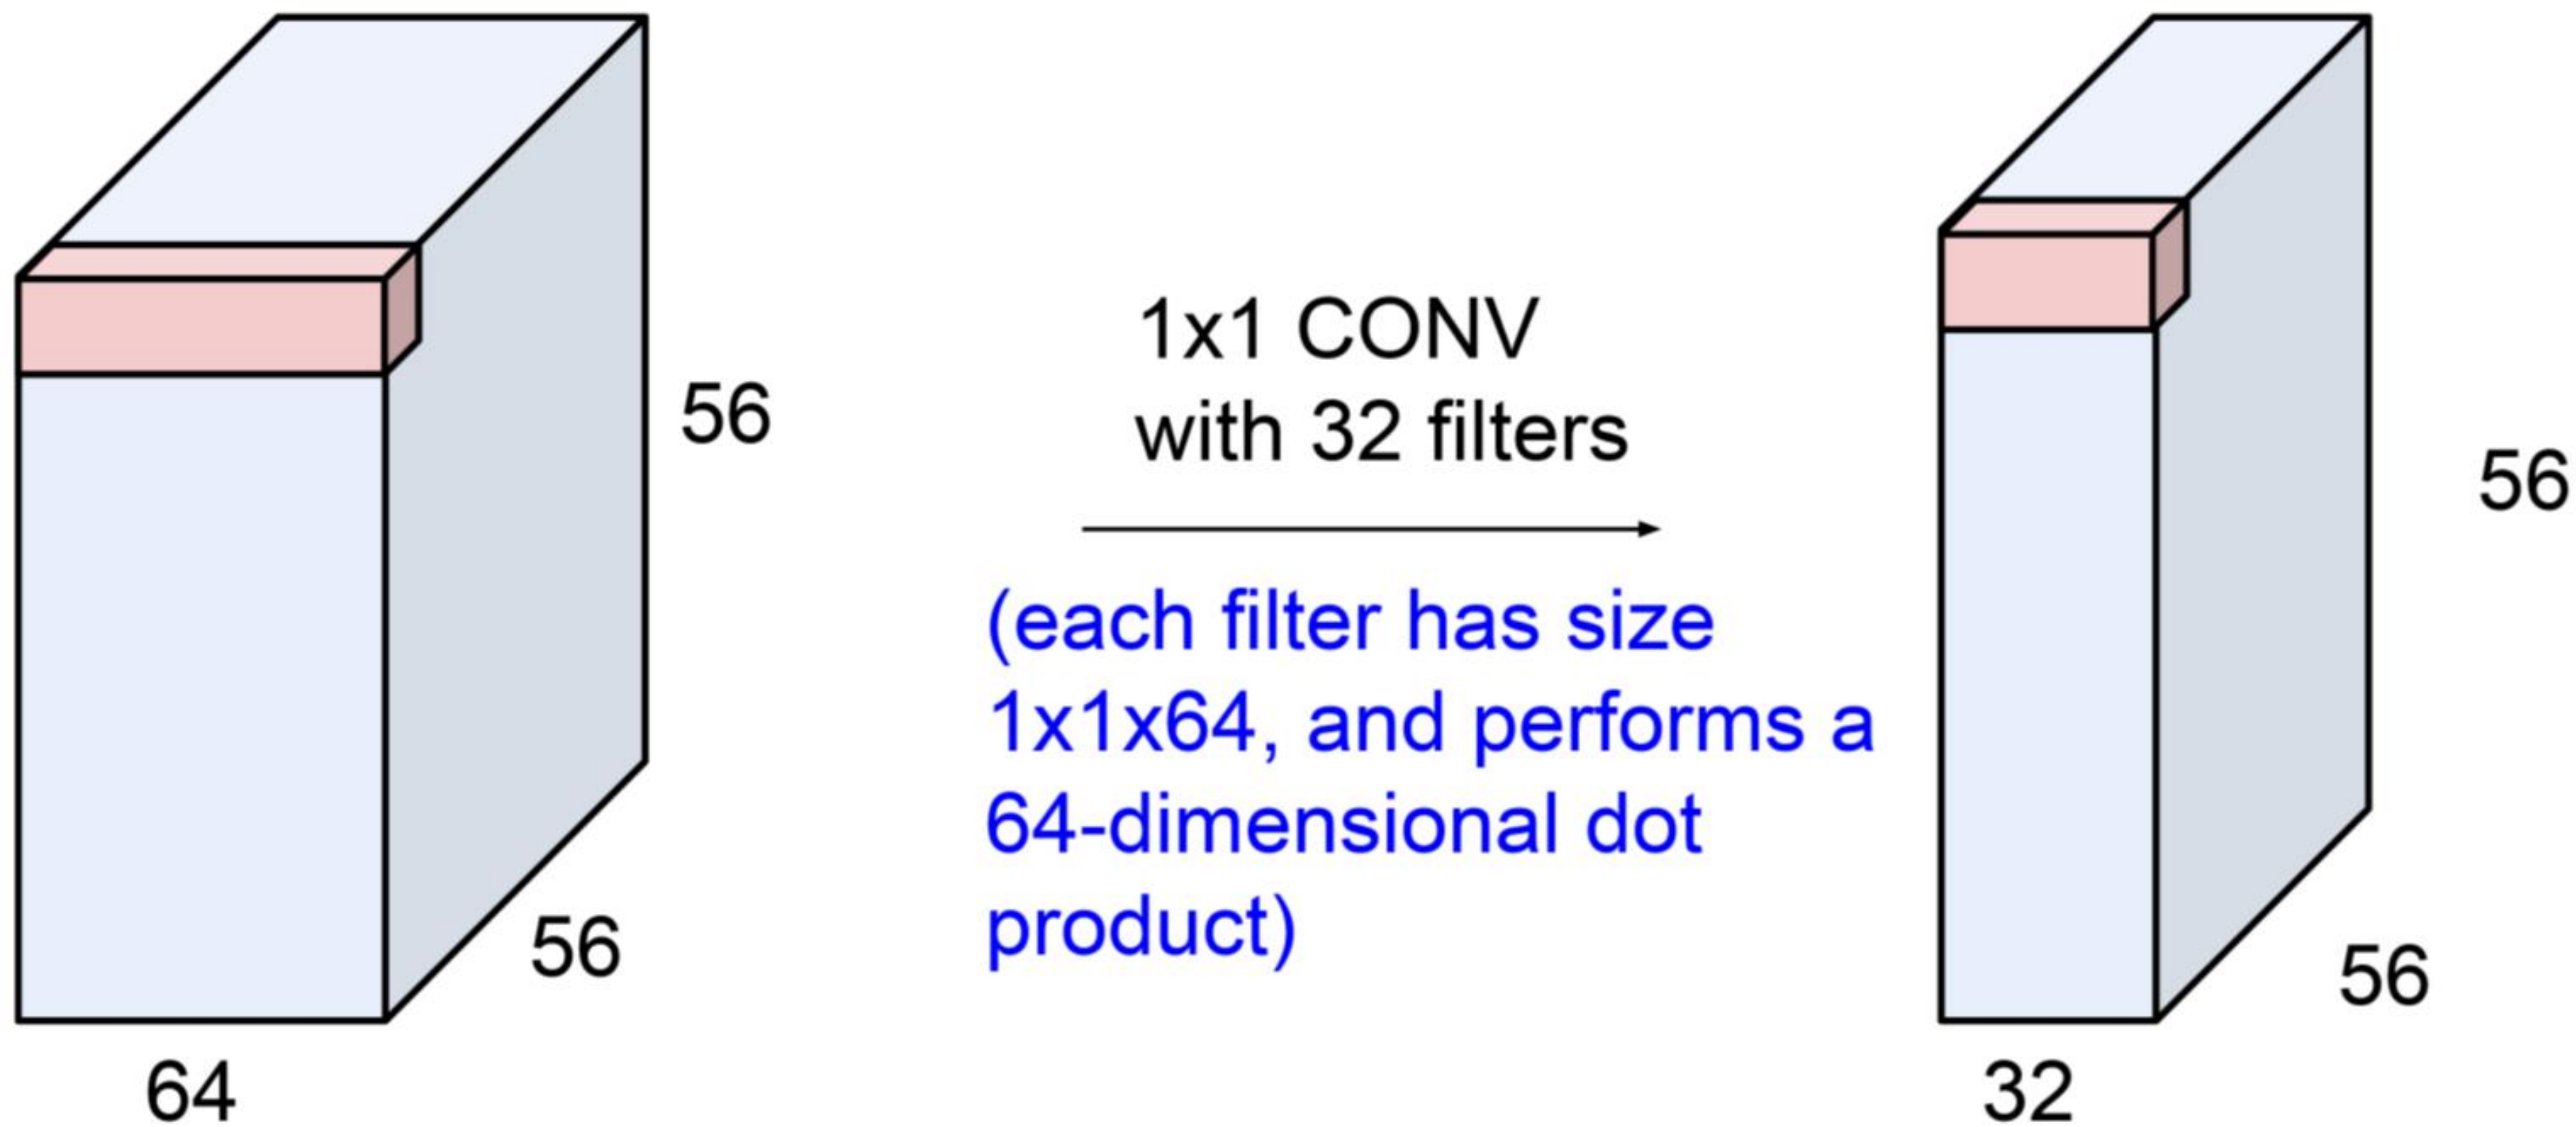 56
56
64
1x1 CONV
with 32 filters
(each filter has size
1x1x64, and performs a
64-dimensional dot
product)
56
56
32